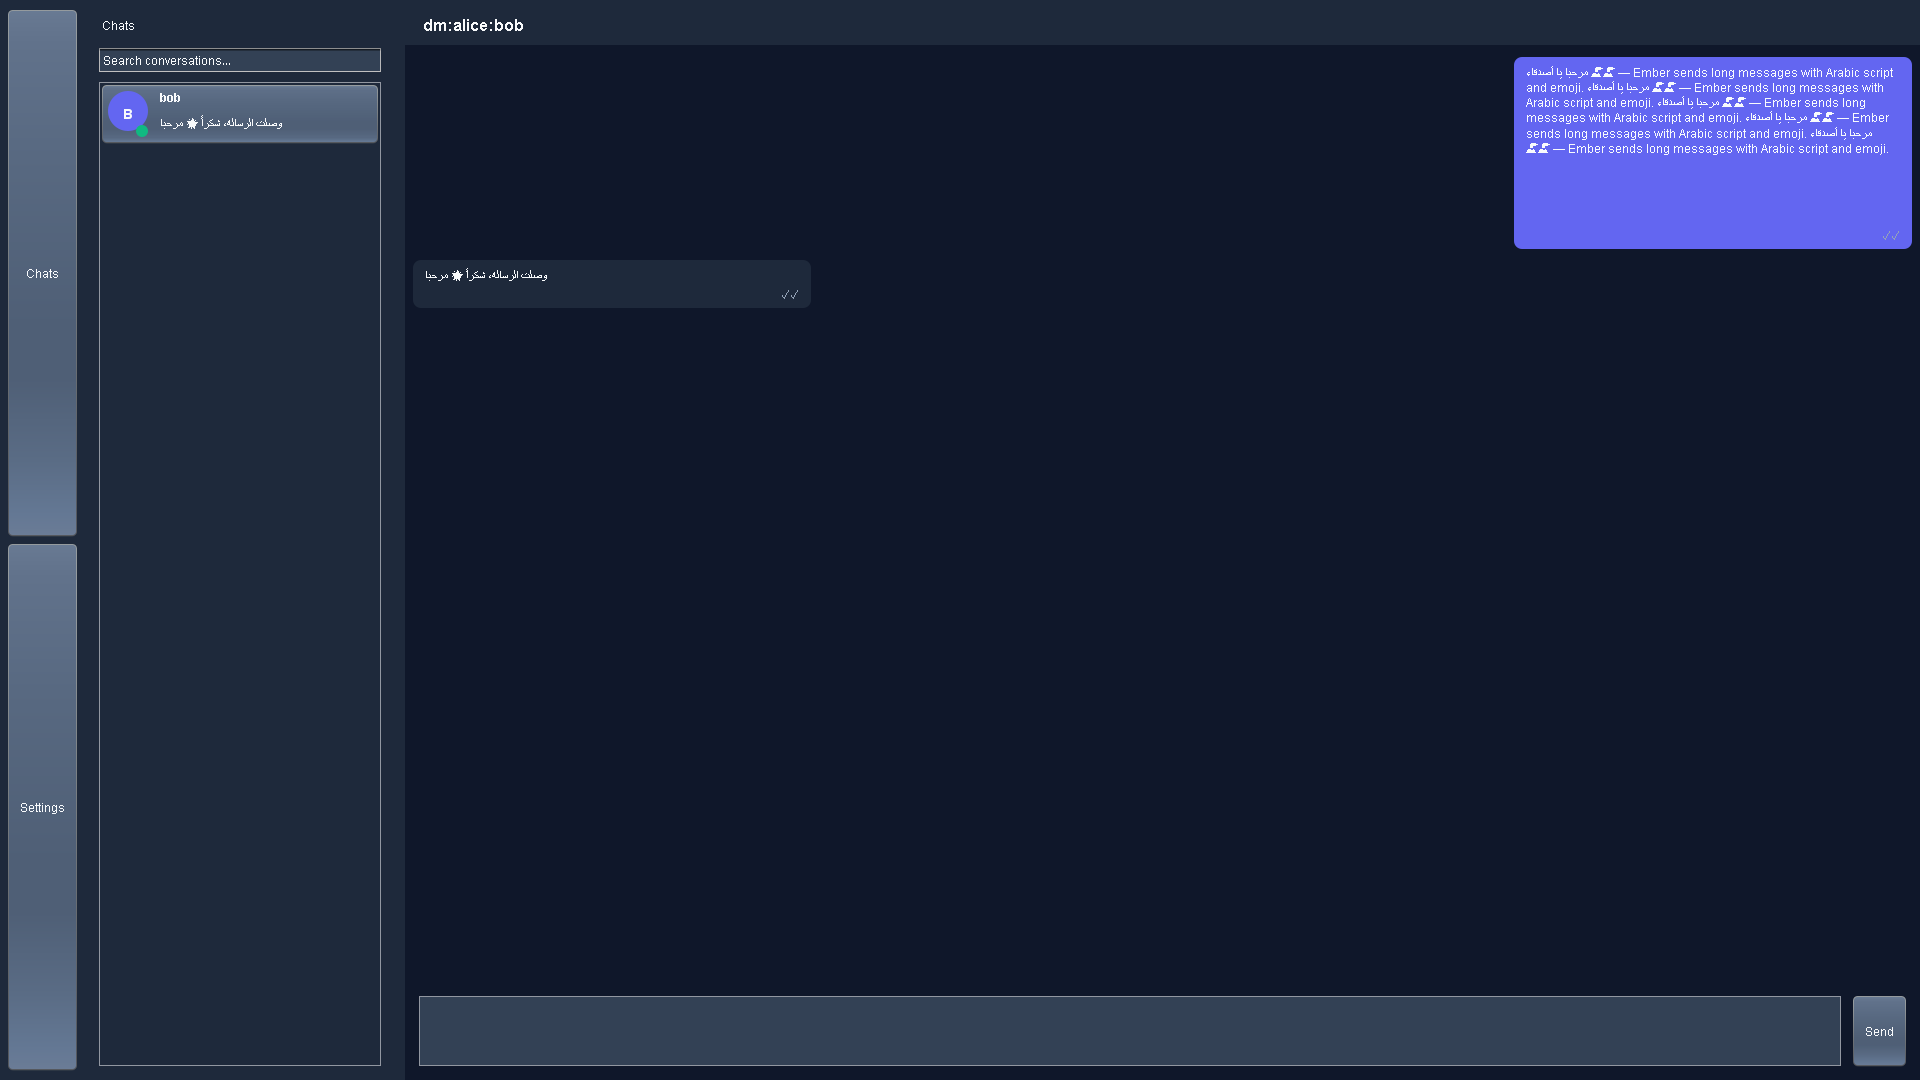 Chats
Search conversations...
B
bob
وصلت الرسالة، شكراً 🌟 مرحبا
Chats
Settings
dm:alice:bob
مرحبا يا أصدقاء — Ember sends long messages with Arabic script
and emoji. مرحبا يا أصدقاء — Ember sends long messages with
Arabic script and emoji. مرحبا يا أصدقاء — Ember sends long
messages with Arabic script and emoji. مرحبا يا أصدقاء — Ember
sends long messages with Arabic script and emoji. مرحبا يا أصدقاء
— Ember sends long messages with Arabic script and emoji.
✓✓
وصلت الرسالة، شكراً 🌟 مرحبا
✓✓
Send